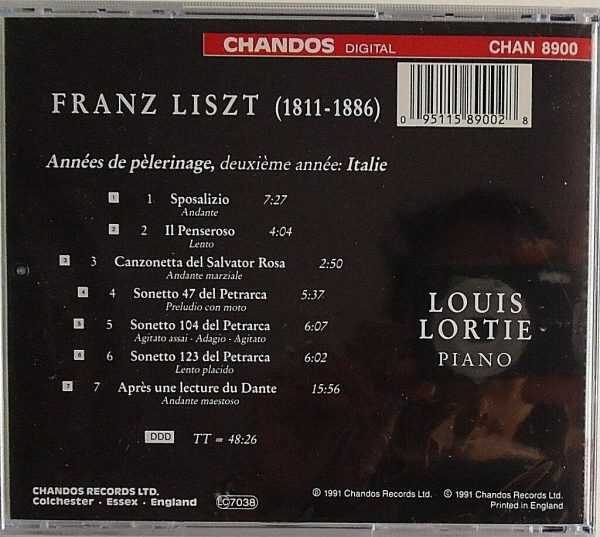 CHANDOS DIGITAL CHAN 8900
FRANZ LISZT (1811-1886)
0 95115 89002 8
Années de pèlerinage, deuxième année: Italie
1 1 Sposalizio 7:27
Andante
2 2 Il Penseroso 4:04
Lento
3 3 Canzonetta del Salvator Rosa 2:50
Andante marziale
4 4 Sonetto 47 del Petrarca 5:37
Preludio con moto
5 5 Sonetto 104 del Petrarca 6:07
Agitato assai - Adagio - Agitato
6 6 Sonetto 123 del Petrarca 6:02
Lento placido
7 7 Après une lecture du Dante 15:56
Andante maestoso
LOUIS
LORTIE
PIANO
DDD TT = 48:26
CHANDOS RECORDS LTD.
Colchester · Essex · England
LC7038
℗ 1991 Chandos Records Ltd. © 1991 Chandos Records Ltd.
Printed in England